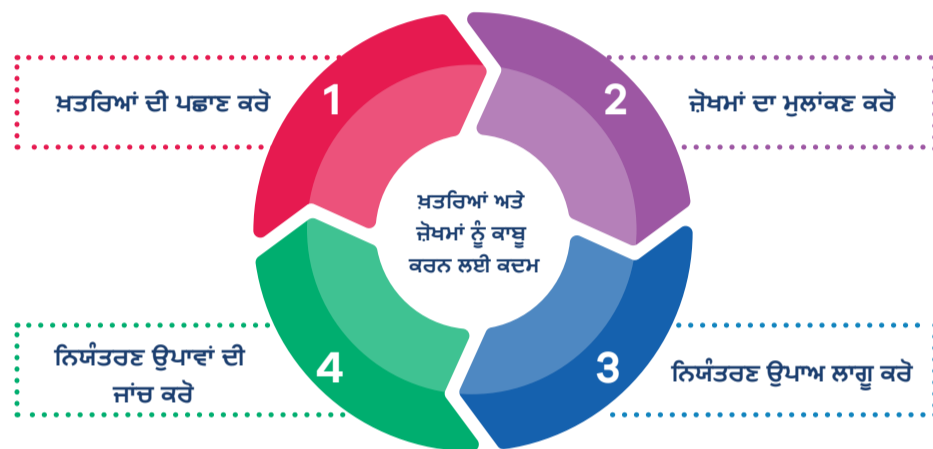 ਖ਼ਤਰਿਆਂ ਦੀ ਪਛਾਣ ਕਰੋ
1
2
ਜ਼ੋਖਮਾਂ ਦਾ ਮੁਲਾਂਕਣ ਕਰੋ
ਖ਼ਤਰਿਆਂ ਅਤੇ
ਜ਼ੋਖਮਾਂ ਨੂੰ ਕਾਬੂ
ਕਰਨ ਲਈ ਕਦਮ
3
ਨਿਯੰਤਰਣ ਉਪਾਅ ਲਾਗੂ ਕਰੋ
4
ਨਿਯੰਤਰਣ ਉਪਾਵਾਂ ਦੀ
ਜਾਂਚ ਕਰੋ